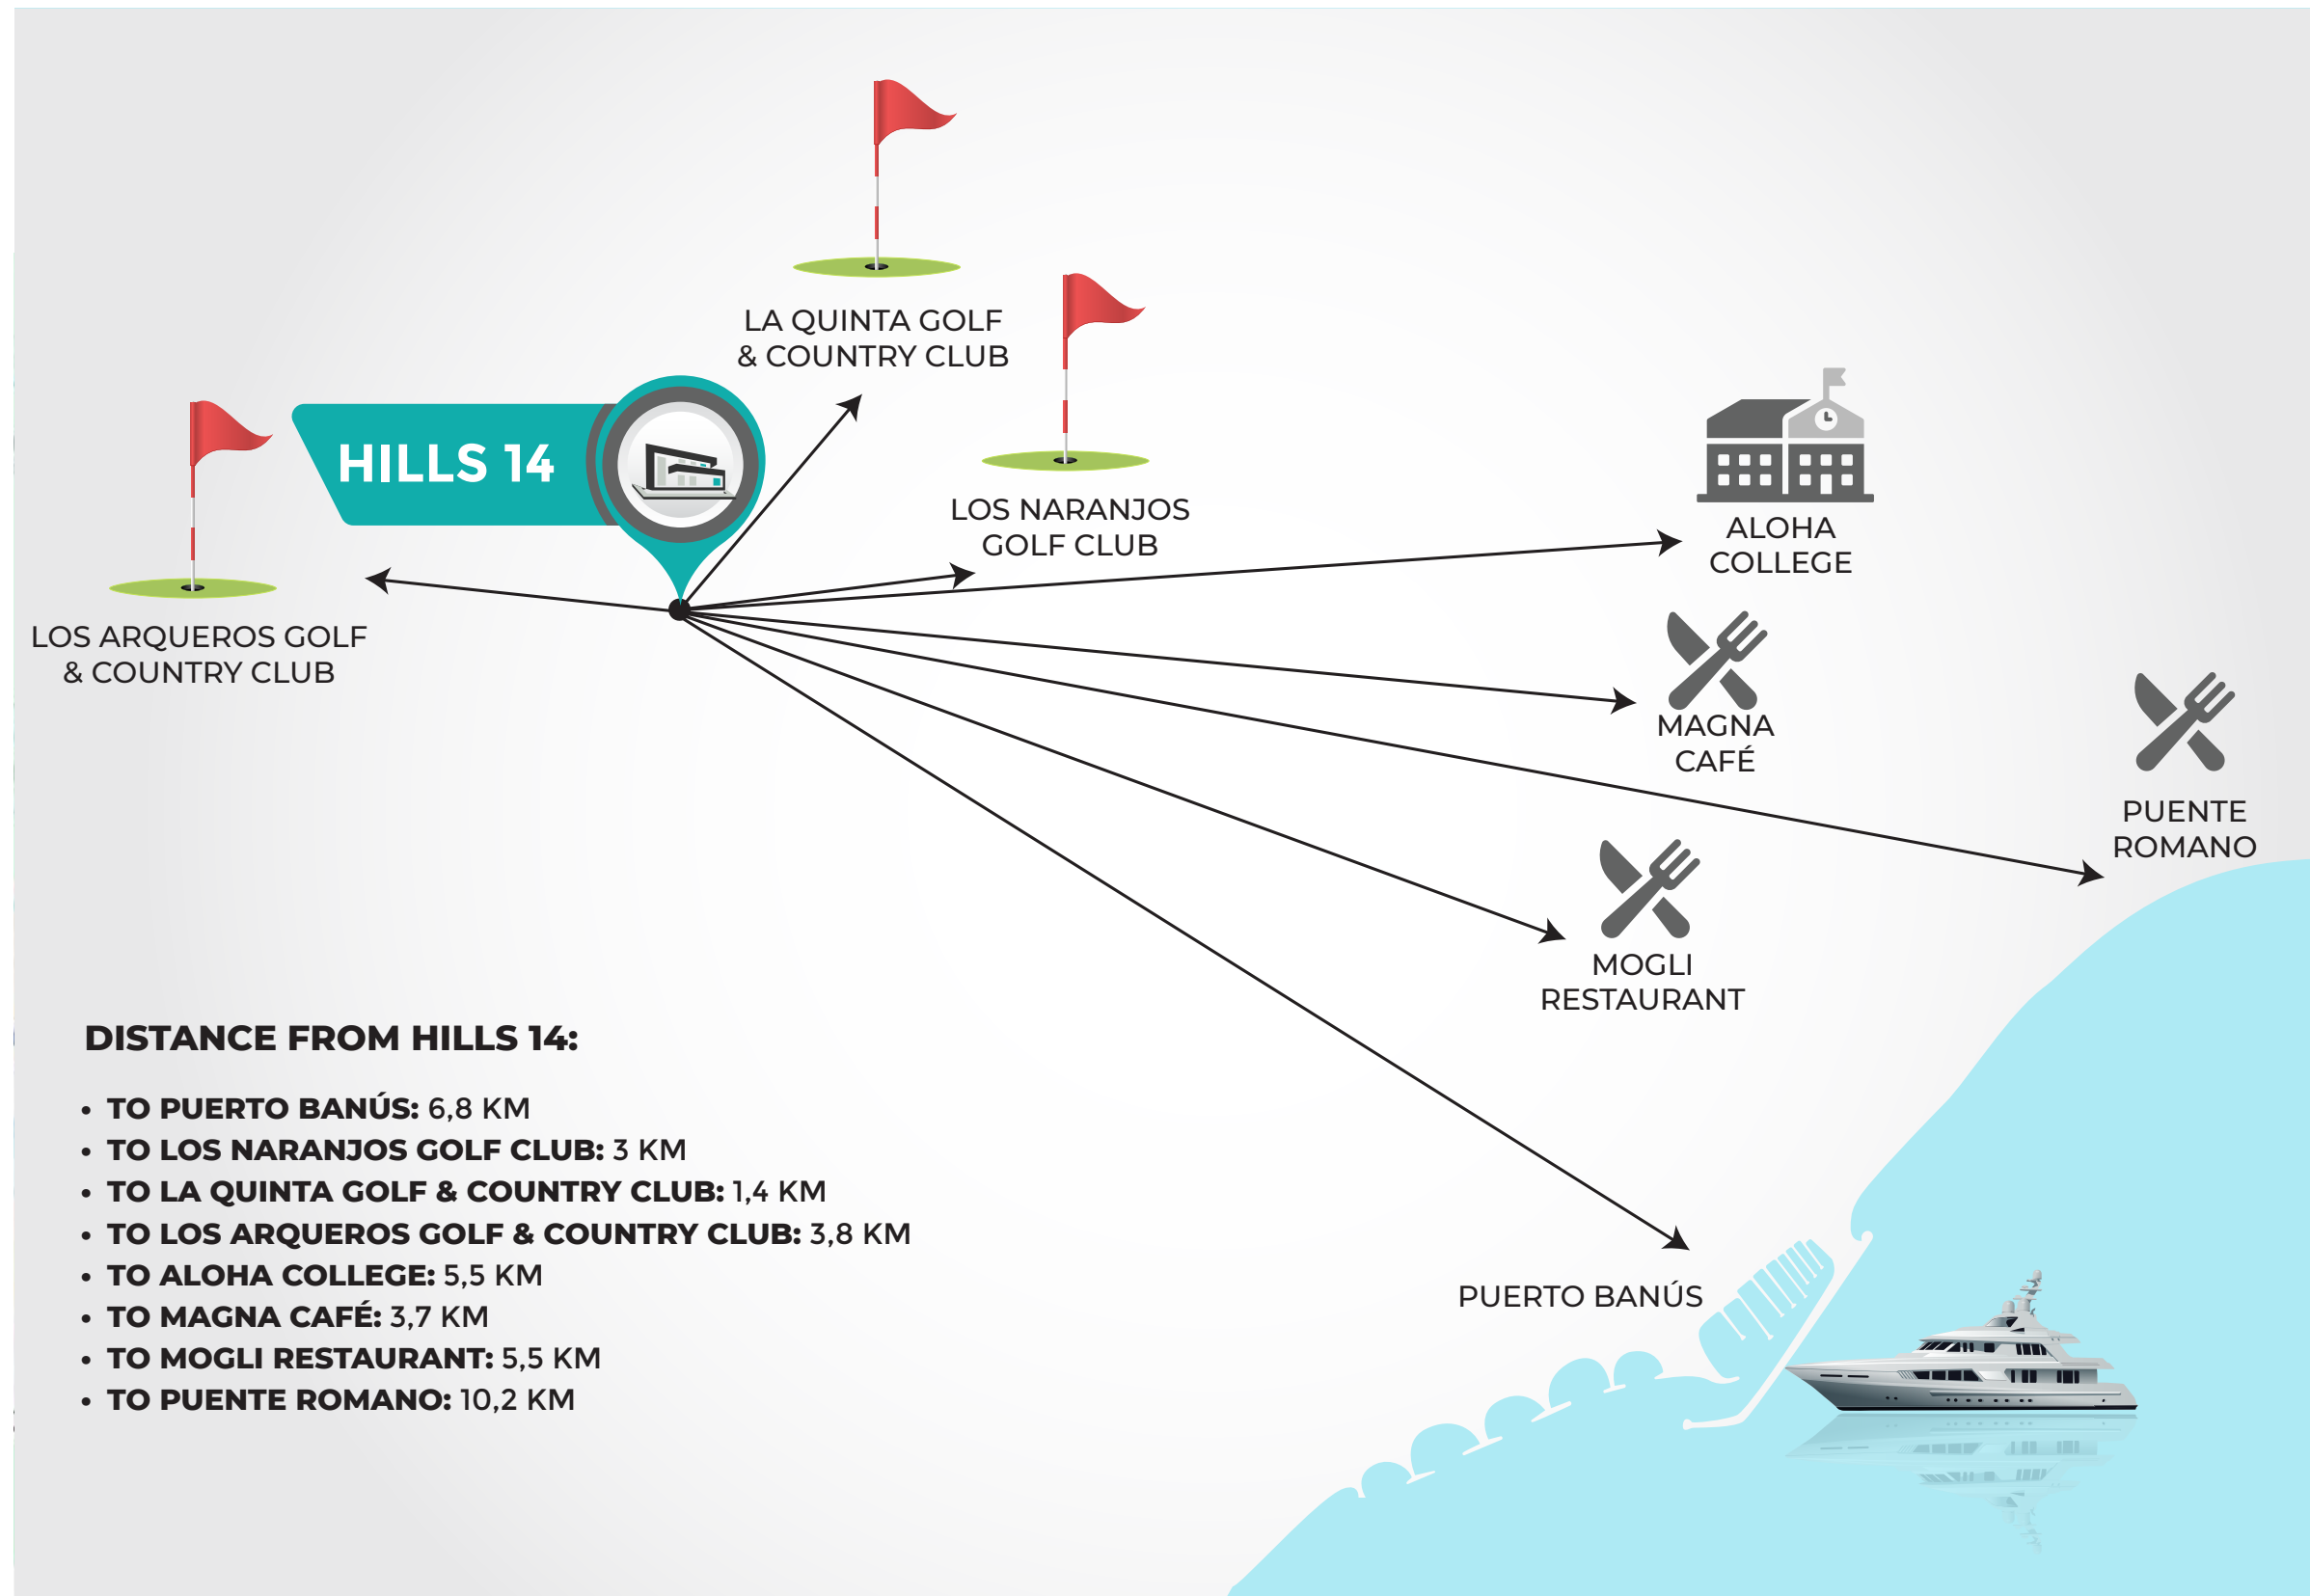 LA QUINTA GOLF
& COUNTRY CLUB
HILLS 14
LOS NARANJOS
GOLF CLUB
ALOHA
COLLEGE
LOS ARQUEROS GOLF
& COUNTRY CLUB
MAGNA
CAFÉ
PUENTE
ROMANO
MOGLI
RESTAURANT
PUERTO BANÚS
DISTANCE FROM HILLS 14:
• TO PUERTO BANÚS: 6,8 KM
• TO LOS NARANJOS GOLF CLUB: 3 KM
• TO LA QUINTA GOLF & COUNTRY CLUB: 1,4 KM
• TO LOS ARQUEROS GOLF & COUNTRY CLUB: 3,8 KM
• TO ALOHA COLLEGE: 5,5 KM
• TO MAGNA CAFÉ: 3,7 KM
• TO MOGLI RESTAURANT: 5,5 KM
• TO PUENTE ROMANO: 10,2 KM